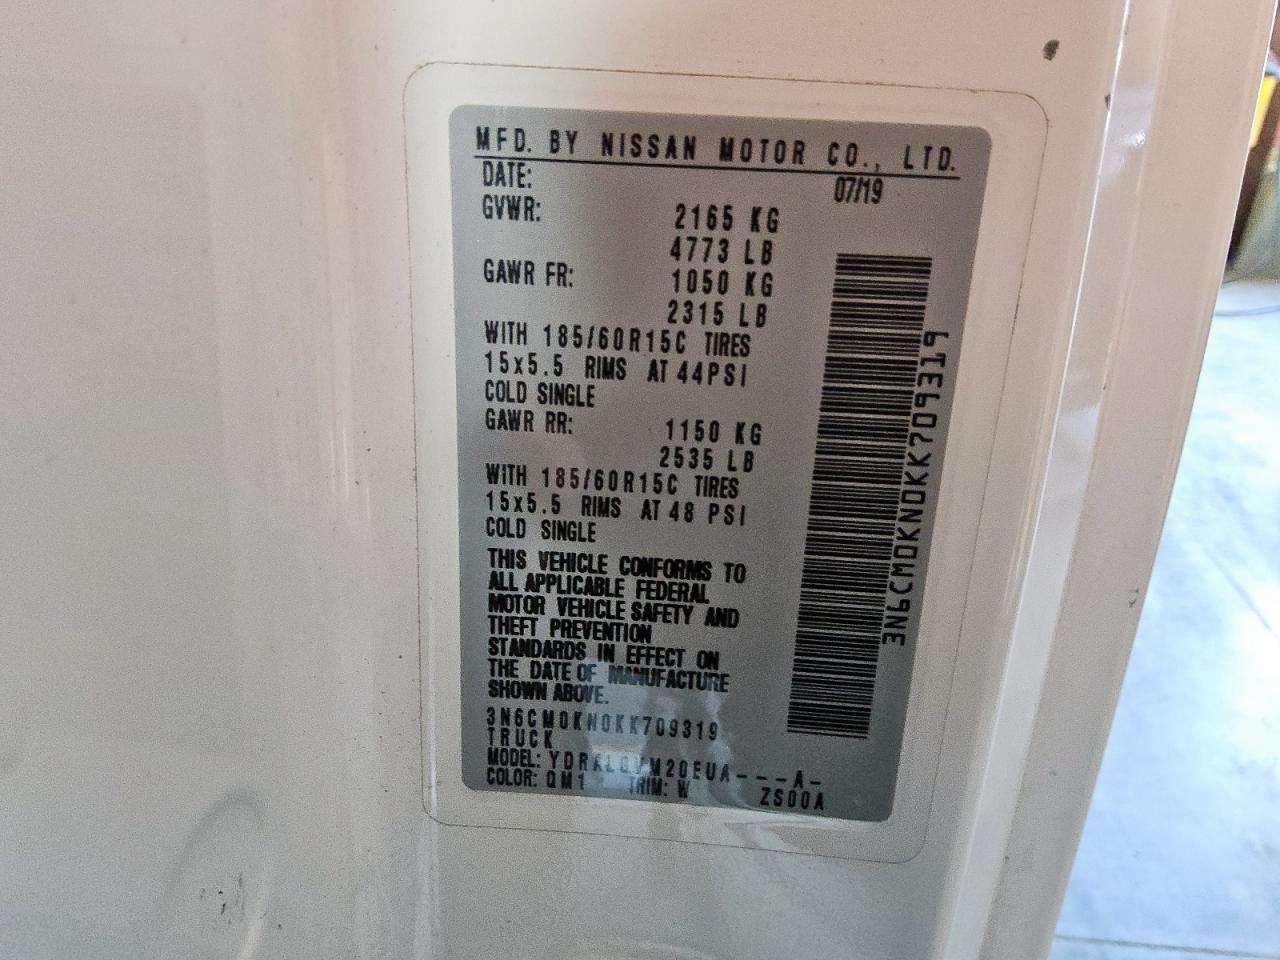 MFD. BY NISSAN MOTOR CO., LTD.
DATE: 07/19
GVWR: 2165 KG
4773 LB
GAWR FR: 1050 KG
2315 LB
WITH 185/60R15C TIRES
15x5.5 RIMS AT 44PSI
COLD SINGLE
GAWR RR: 1150 KG
2535 LB
WITH 185/60R15C TIRES
15x5.5 RIMS AT 48 PSI
COLD SINGLE
THIS VEHICLE CONFORMS TO
ALL APPLICABLE FEDERAL
MOTOR VEHICLE SAFETY AND
THEFT PREVENTION
STANDARDS IN EFFECT ON
THE DATE OF MANUFACTURE
SHOWN ABOVE.
3N6CM0KN0KK709319
TRUCK
MODEL: 
COLOR: QM1 TRIM: W ZS00A
3N6CM0KN0KK709319